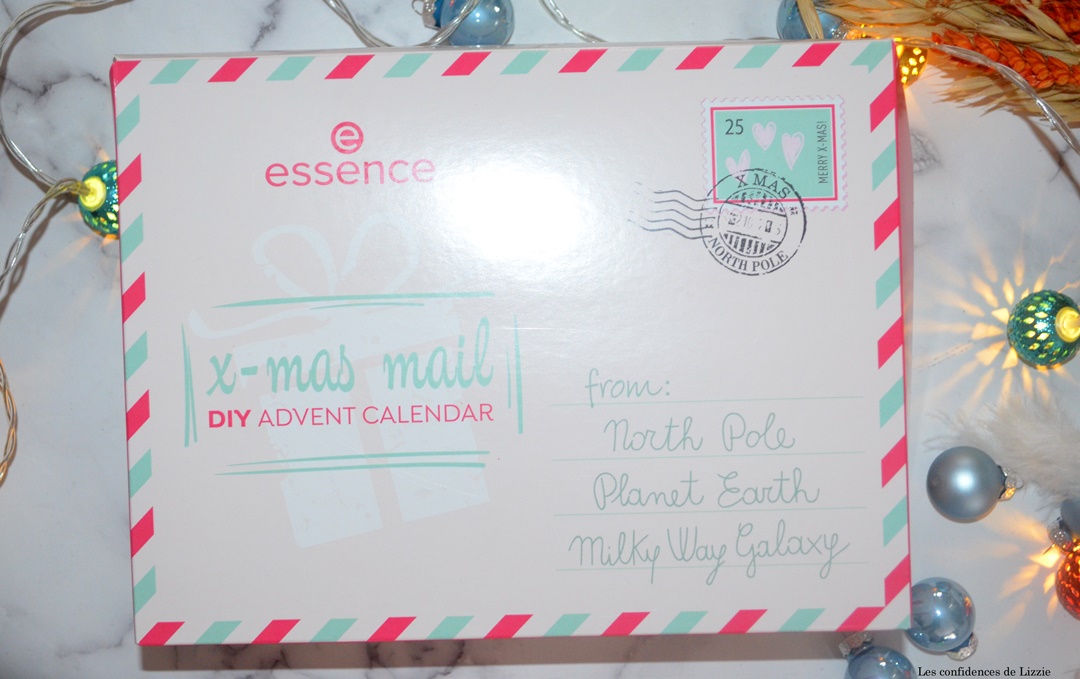 e
essence
25
MERRY X-MAS!
X MAS
NORTH POLE
x-mas mail
DIY ADVENT CALENDAR
from:
North Pole
Planet Earth
Milky Way Galaxy
Les confidences de Lizzie